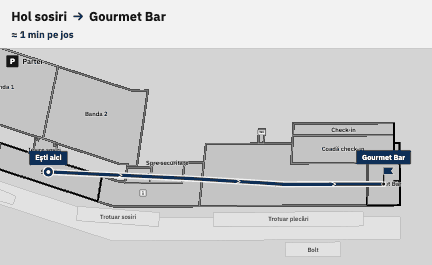 Hol sosiri → Gourmet Bar
≈ 1 min pe jos
P Parter
Banda 2
Check-in
Coadă check-in
Spre securitate
Ești aici
Gourmet Bar
Trotuar sosiri
Trotuar plecări
Bolt